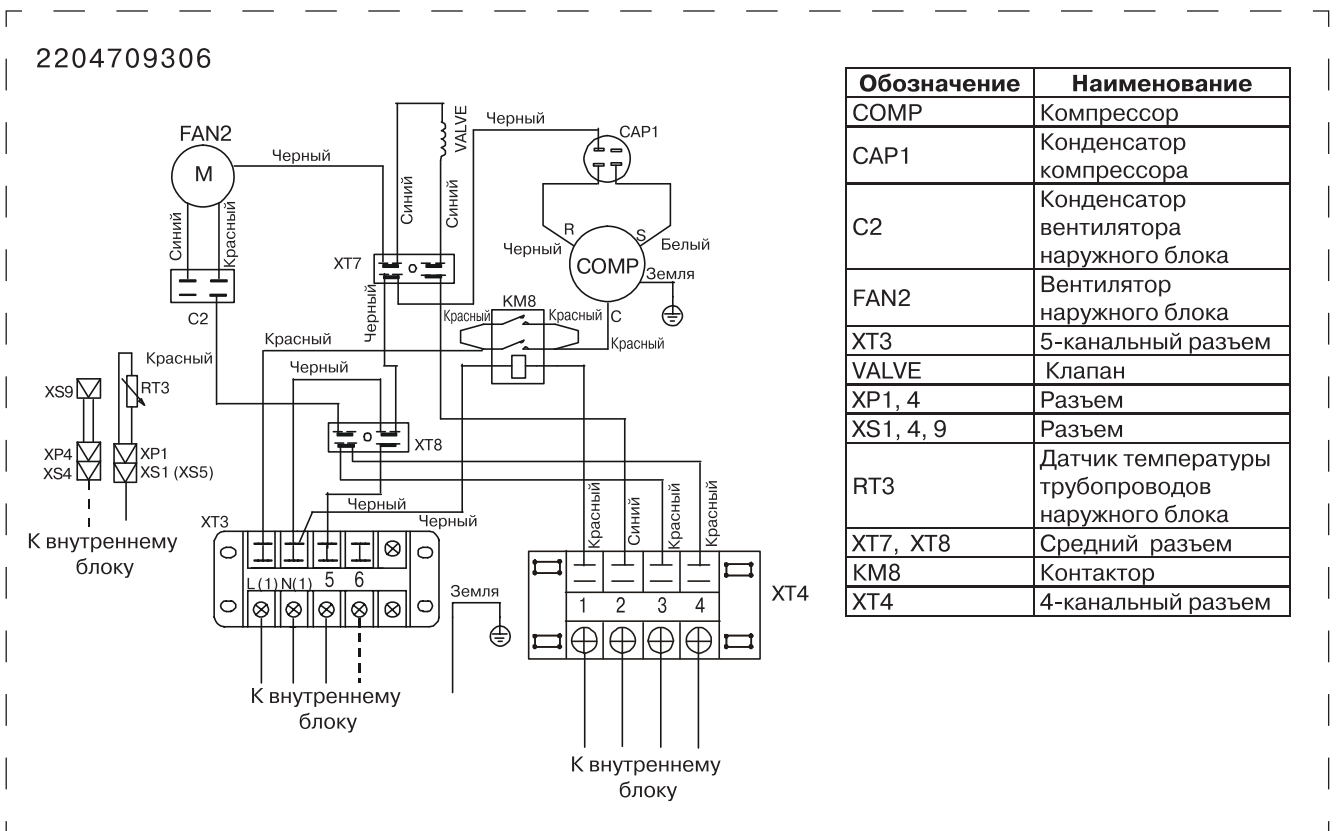 2204709306
FAN2
M
Черный
Синий
Красный
C2
VALVE
Синий
Синий
Черный
CAP1
R
S
Черный
Белый
COMP
Земля
C
XT7
Черный
KM8
Красный
Красный
Красный
Красный
Черный
Красный
XS9
RT3
XP4
XS4
XP1
XS1 (XS5)
К внутреннему
блоку
XT8
Черный
Черный
XT3
L (1)
N(1)
5
6
К внутреннему
блоку
Земля
Красный
Синий
Красный
Красный
1
2
3
4
XT4
К внутреннему
блоку
Обозначение Наименование
COMP Компрессор
CAP1 Конденсатор
компрессора
C2 Конденсатор
вентилятора
наружного блока
FAN2 Вентилятор
наружного блока
XT3 5-канальный разъем
VALVE Клапан
XP1, 4 Разъем
XS1, 4, 9 Разъем
RT3 Датчик температуры
трубопроводов
наружного блока
XT7, XT8 Средний разъем
KM8 Контактор
XT4 4-канальный разъем